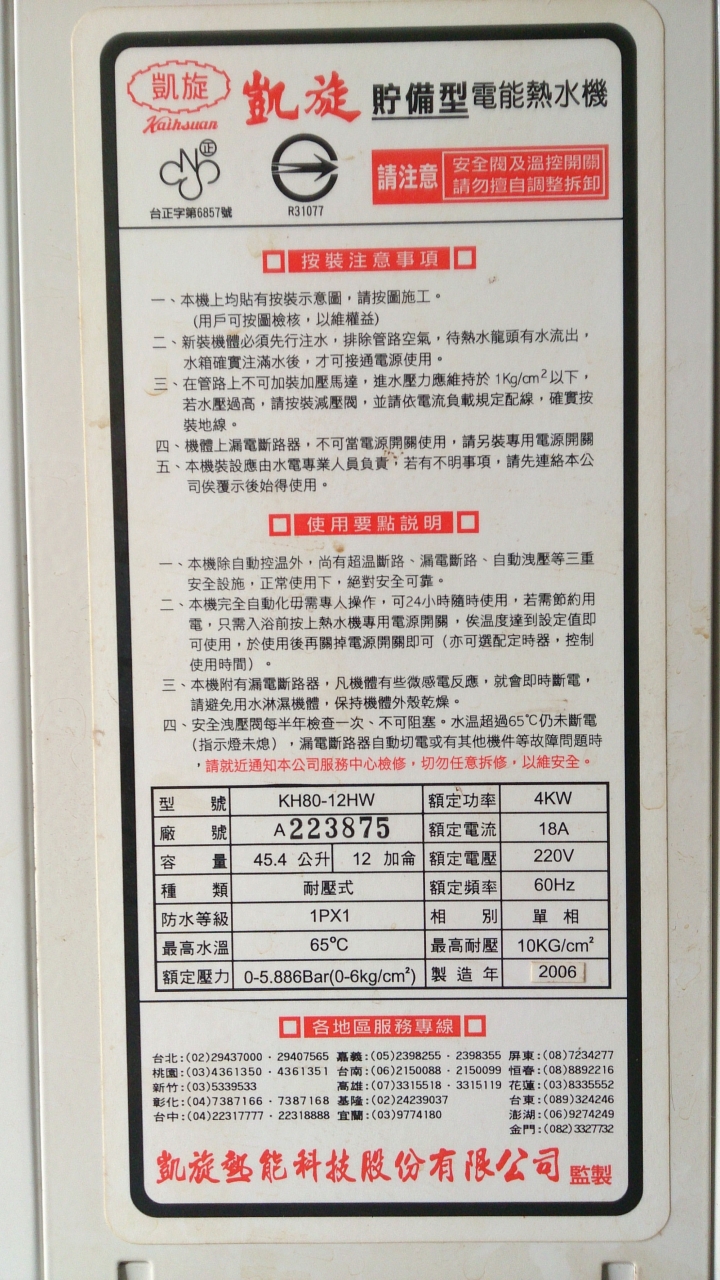 凱旋
Kaihsuan
凱旋 貯備型電能熱水機
正
台正字第6857號
R31077
請注意
安全閥及溫控開關
請勿擅自調整拆卸
按裝注意事項
一、本機上均貼有按裝示意圖，請按圖施工。
(用戶可按圖檢核，以維權益)
二、新裝機體必須先行注水，排除管路空氣，待熱水龍頭有水流出，
水箱確實注滿水後，才可接通電源使用。
三、在管路上不可加裝加壓馬達，進水壓力應維持於 1Kg/cm²以下，
若水壓過高，請按裝減壓閥，並請依電流負載規定配線，確實按
裝地線。
四、機體上漏電斷路器，不可當電源開關使用，請另裝專用電源開關
五、本機裝設應由水電專業人員負責，若有不明事項，請先連絡本公
司俟覆示後始得使用。
使用要點説明
一、本機除自動控溫外，尚有超溫斷路、漏電斷路、自動洩壓等三重
安全設施，正常使用下，絕對安全可靠。
二、本機完全自動化毋需專人操作，可24小時隨時使用，若需節約用
電，只需入浴前按上熱水機專用電源開關，俟溫度達到設定值即
可使用，於使用後再關掉電源開關即可（亦可選配定時器，控制
使用時間）。
三、本機附有漏電斷路器，凡機體有些微感電反應，就會即時斷電，
請避免用水淋濕機體，保持機體外殼乾燥。
四、安全洩壓閥每半年檢查一次、不可阻塞。水溫超過65℃仍未斷電
（指示燈未熄），漏電斷路器自動切電或有其他機件等故障問題時
，請就近通知本公司服務中心檢修，切勿任意拆修，以維安全。
型 號 KH80-12HW 額定功率 4KW
廠 號 A223875 額定電流 18A
容 量 45.4 公升 12 加侖 額定電壓 220V
種 類 耐壓式 額定頻率 60Hz
防水等級 1PX1 相 別 單 相
最高水溫 65℃ 最高耐壓 10KG/cm²
額定壓力 0-5.886Bar(0-6kg/cm²) 製 造 年 2006
各地區服務專線
台北:(02)29437000・29407565 嘉義:(05)2398255・2398355 屏東:(08)7234277
桃園:(03)4361350・4361351 台南:(06)2150088・2150099 恒春:(08)8892216
新竹:(03)5339533 高雄:(07)3315518・3315119 花蓮:(03)8335552
彰化:(04)7387166・7387168 基隆:(02)24239037 台東:(089)324246
台中:(04)22317777・22318888 宜蘭:(03)9774180 澎湖:(06)9274249
金門:(082)3327732
凱旋熱能科技股份有限公司 監製